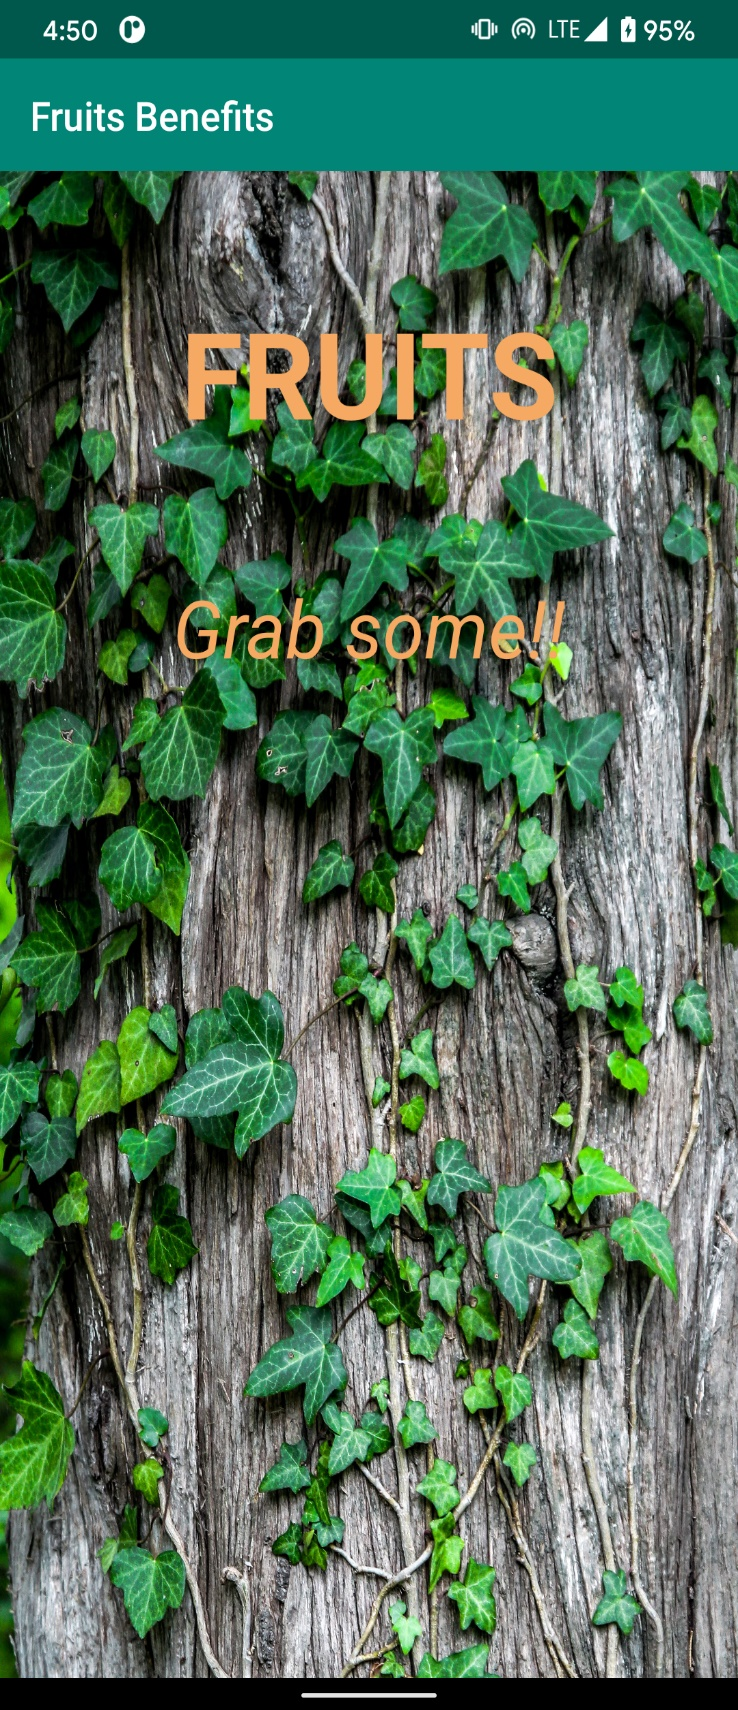 4:50 LTE 95%
Fruits Benefits
FRUITS
Grab some!!